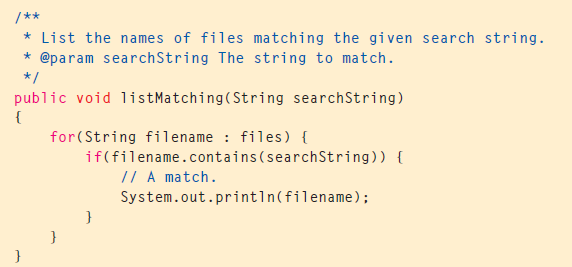 /**
 * List the names of files matching the given search string.
 * @param searchString The string to match.
 */
public void listMatching(String searchString)
{
    for(String filename : files) {
        if(filename.contains(searchString)) {
            // A match.
            System.out.println(filename);
        }
    }
}